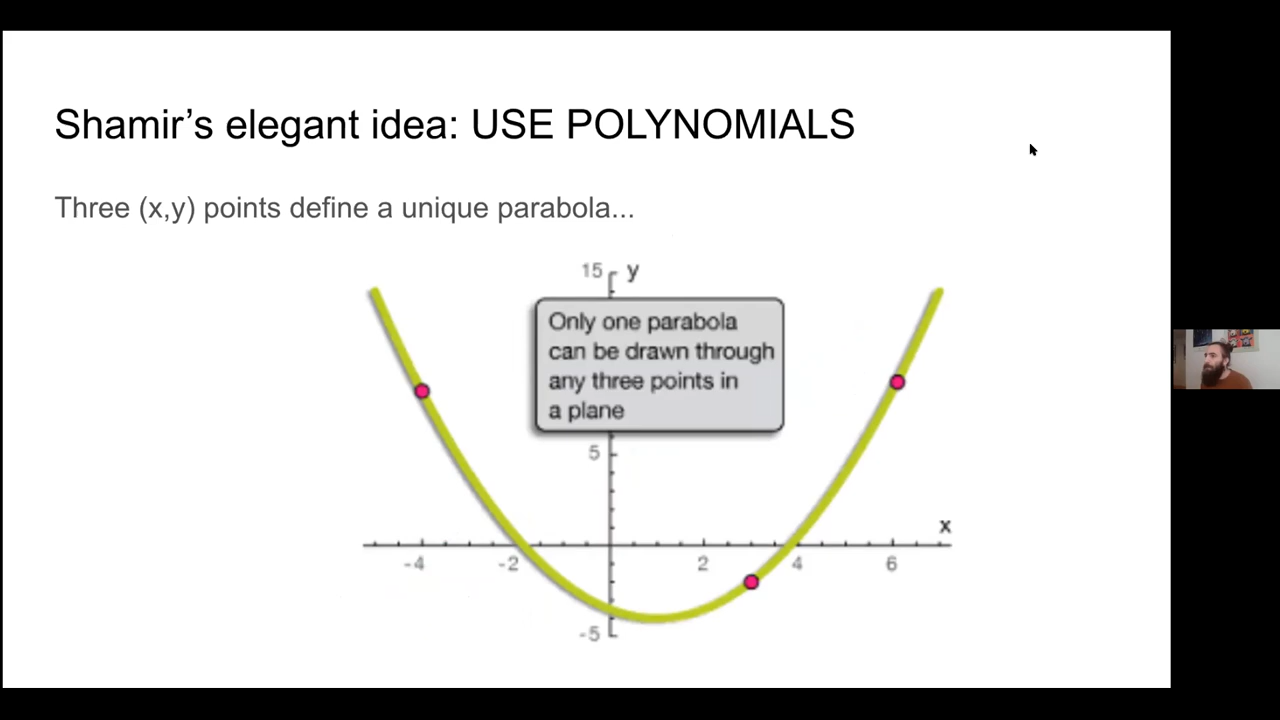 Shamir's elegant idea: USE POLYNOMIALS
Three (x,y) points define a unique parabola...
15 y
Only one parabola
can be drawn through
any three points in
a plane
5
x
-4 -2 2 4 6
-5